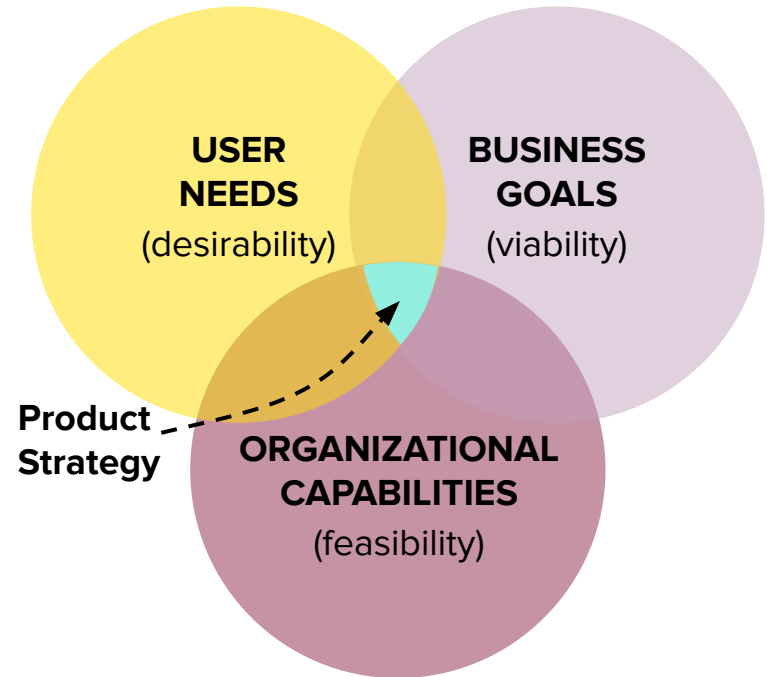 USER
NEEDS
(desirability)
BUSINESS
GOALS
(viability)
Product
Strategy
ORGANIZATIONAL
CAPABILITIES
(feasibility)